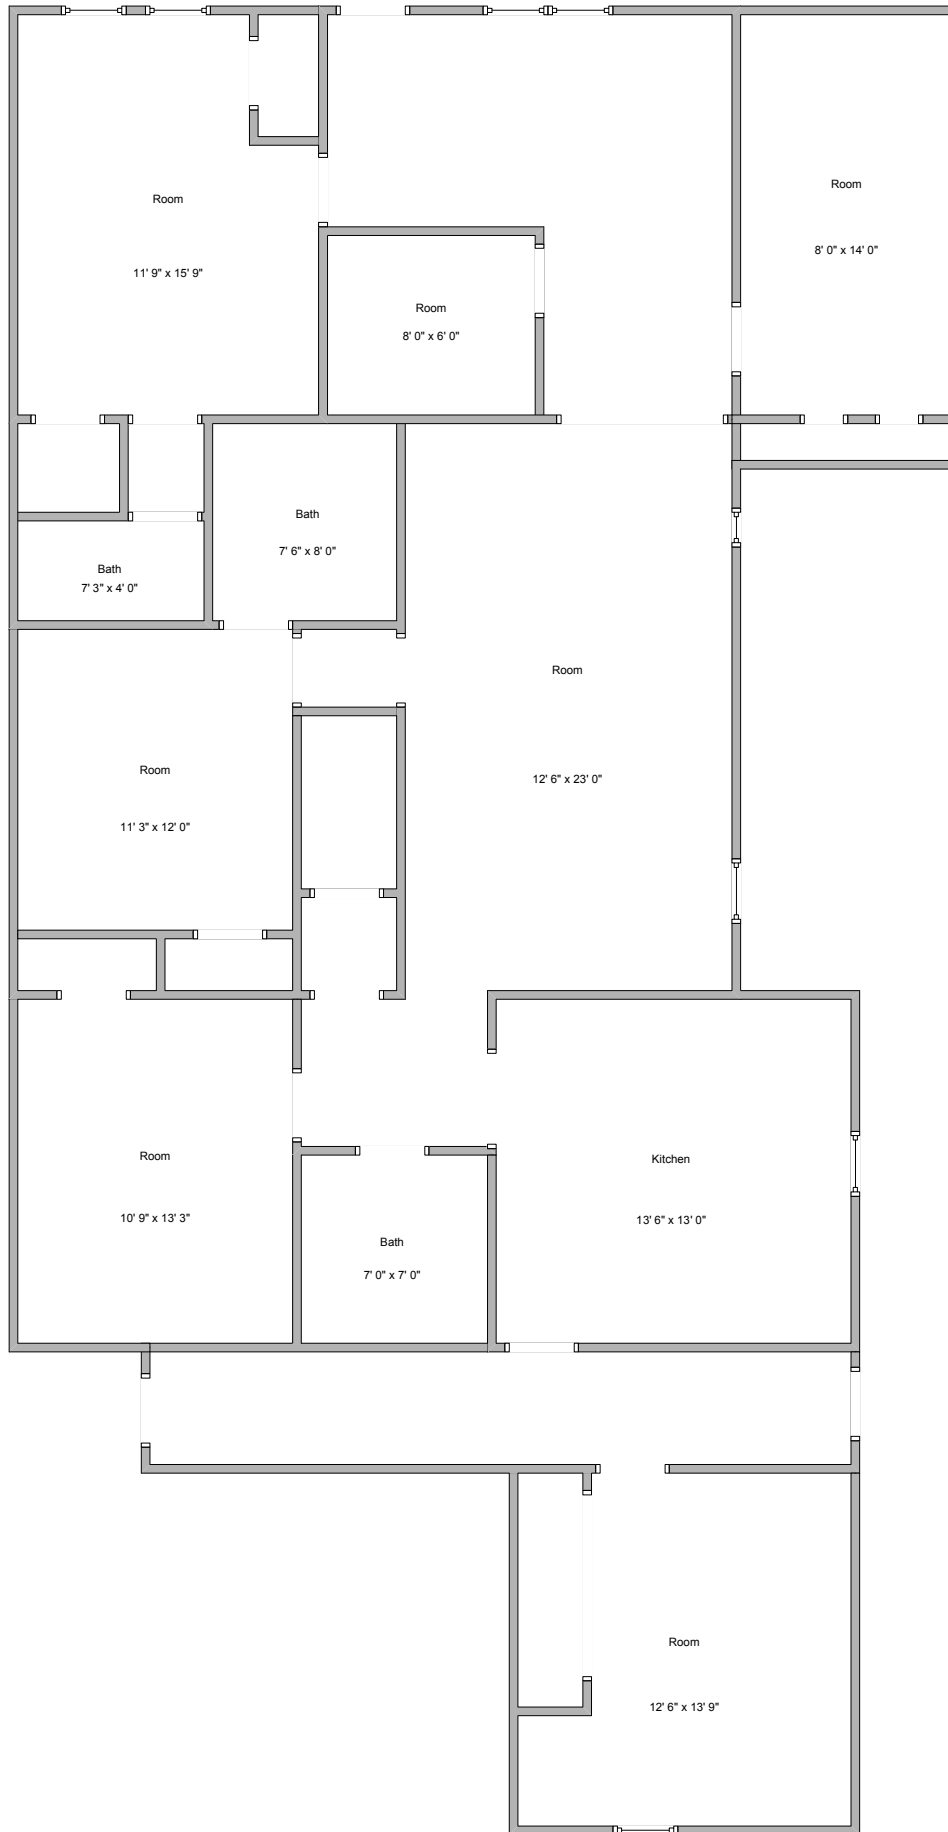 Room
11' 9" x 15' 9"
Room
8' 0" x 14' 0"
Room
8' 0" x 6' 0"
Bath
7' 6" x 8' 0"
Bath
7' 3" x 4' 0"
Room
12' 6" x 23' 0"
Room
11' 3" x 12' 0"
Room
10' 9" x 13' 3"
Kitchen
13' 6" x 13' 0"
Bath
7' 0" x 7' 0"
Room
12' 6" x 13' 9"